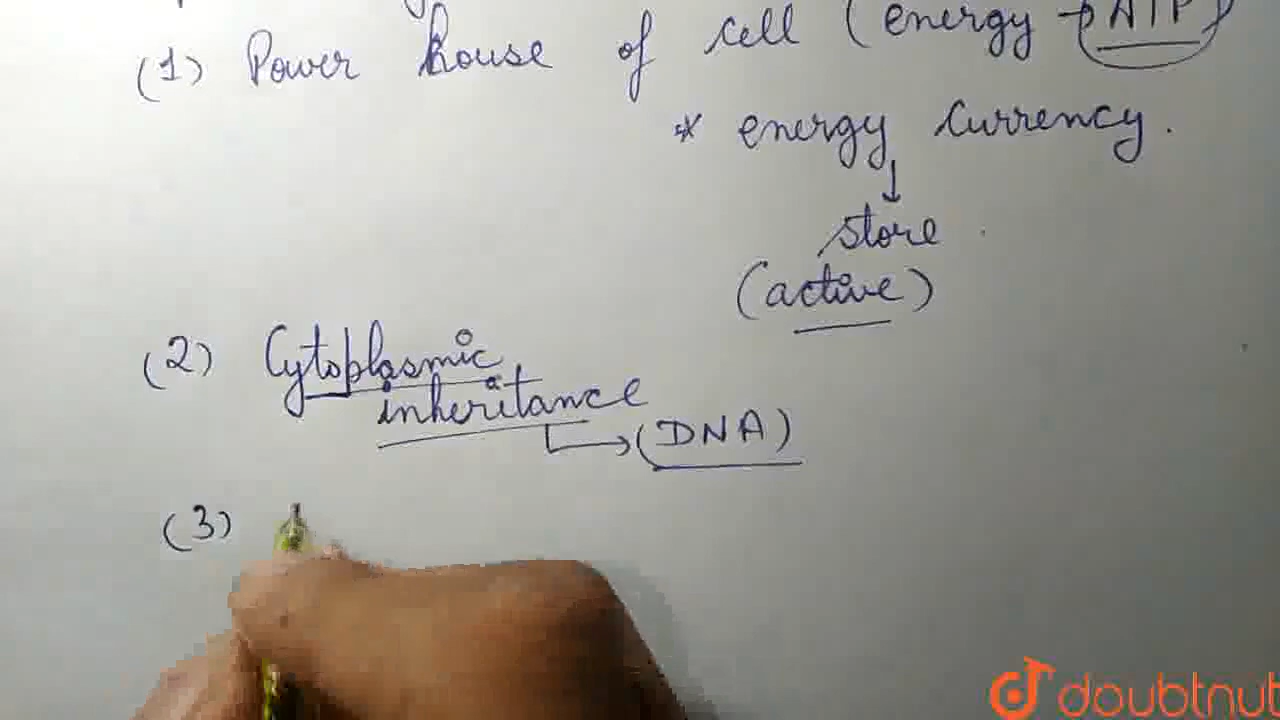 (1) Power house of cell (energy → (ATP)
* energy currency.
↓
store
(active)
(2) Cytoplasmic
inheritance
→ (DNA)
(3)
doubtnut